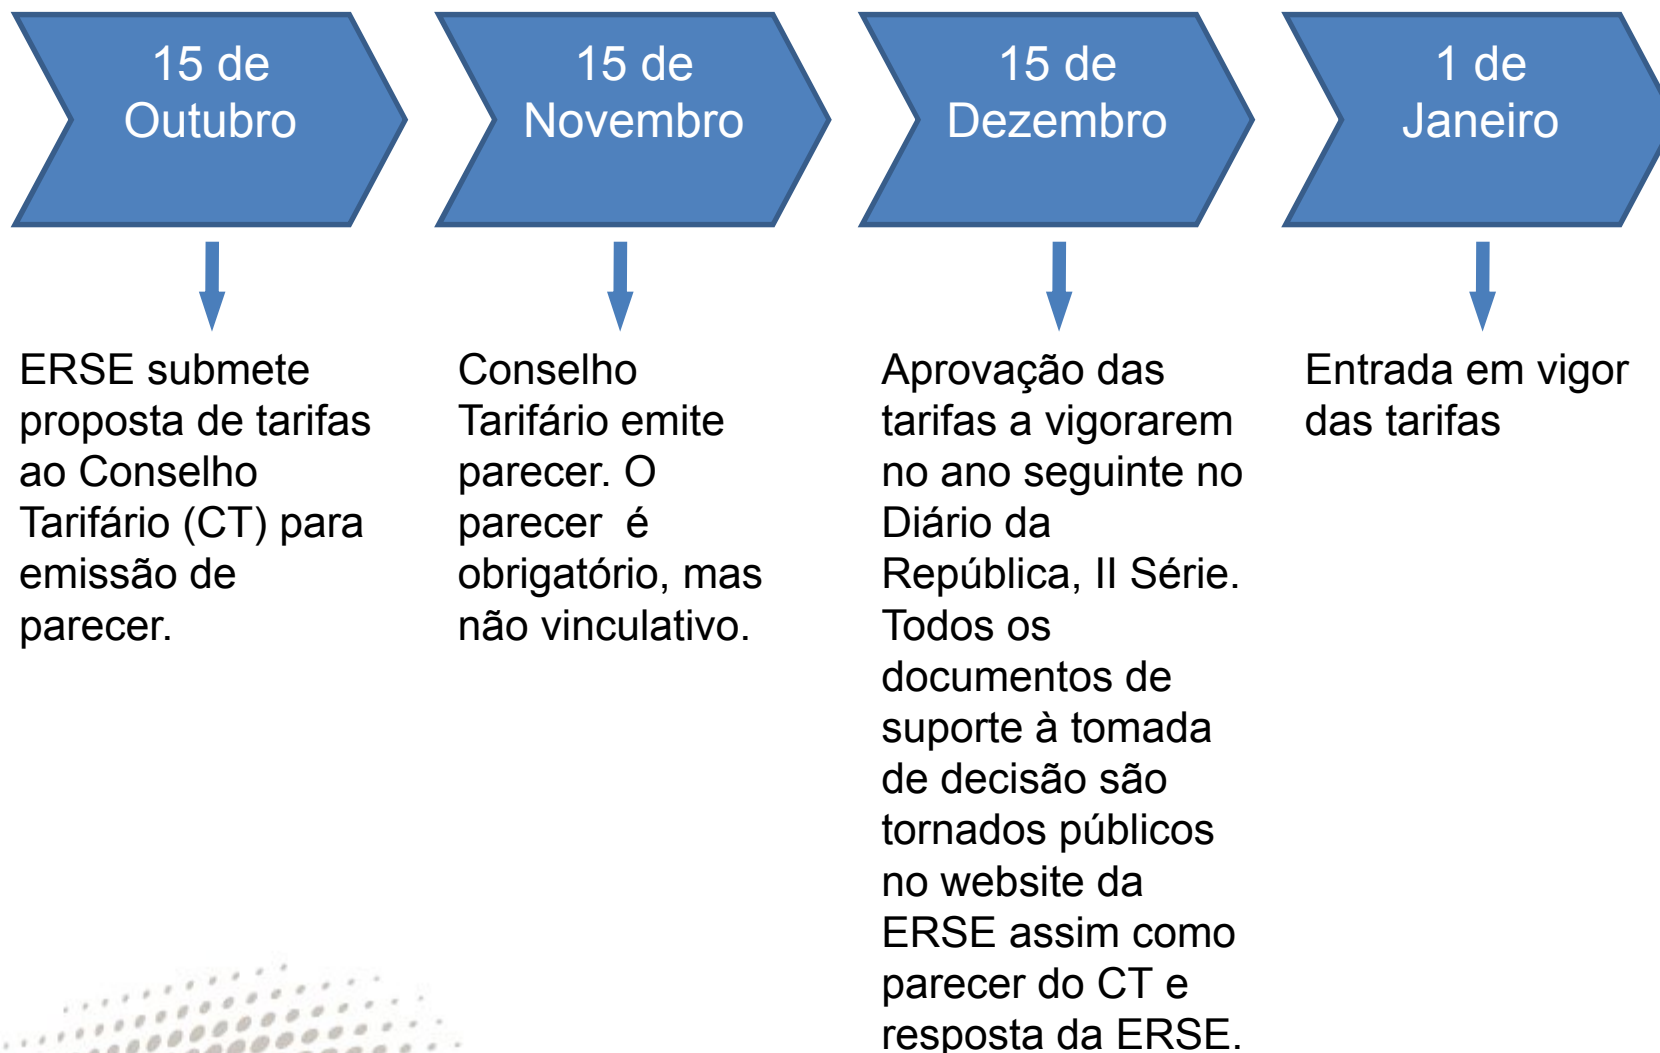 15 de
Outubro
15 de
Novembro
15 de
Dezembro
1 de
Janeiro
ERSE submete
proposta de tarifas
ao Conselho
Tarifário (CT) para
emissão de
parecer.
Conselho
Tarifário emite
parecer. O
parecer  é
obrigatório, mas
não vinculativo.
Aprovação das
tarifas a vigorarem
no ano seguinte no
Diário da
República, II Série.
Todos os
documentos de
suporte à tomada
de decisão são
tornados públicos
no website da
ERSE assim como
parecer do CT e
resposta da ERSE.
Entrada em vigor
das tarifas